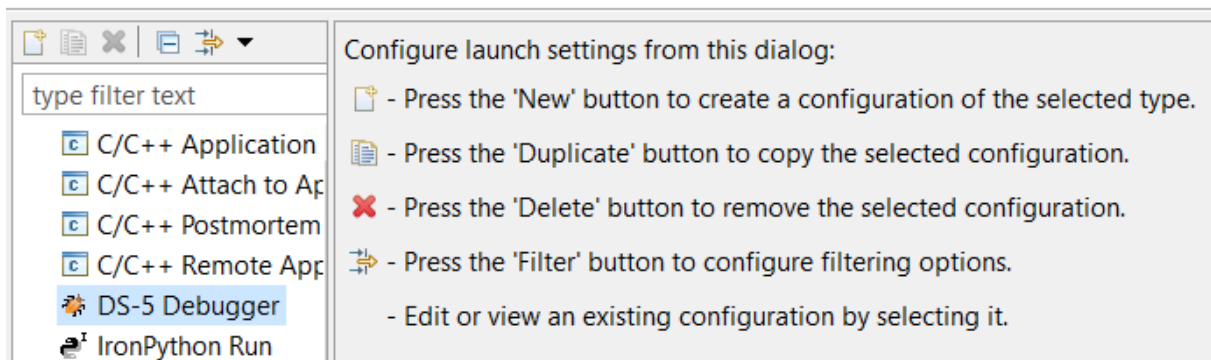 type filter text
C/C++ Application
C/C++ Attach to Ap
C/C++ Postmortem
C/C++ Remote App
DS-5 Debugger
IronPython Run
Configure launch settings from this dialog:
- Press the 'New' button to create a configuration of the selected type.
- Press the 'Duplicate' button to copy the selected configuration.
- Press the 'Delete' button to remove the selected configuration.
- Press the 'Filter' button to configure filtering options.
- Edit or view an existing configuration by selecting it.